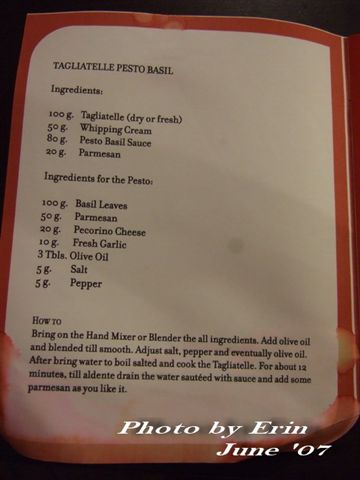 TAGLIATELLE PESTO BASIL
Ingredients:
100 g. Tagliatelle (dry or fresh)
50 g. Whipping Cream
80 g. Pesto Basil Sauce
20 g. Parmesan
Ingredients for the Pesto:
100 g. Basil Leaves
50 g. Parmesan
20 g. Pecorino Cheese
10 g. Fresh Garlic
3 Tbls. Olive Oil
5 g. Salt
5 g. Pepper
HOW TO
Bring on the Hand Mixer or Blender the all ingredients. Add olive oil
and blended till smooth. Adjust salt, pepper and eventually olive oil.
After bring water to boil salted and cook the Tagliatelle. For about 12
minutes, till aldente drain the water sautéed with sauce and add some
parmesan as you like it.
Photo by Erin
June '07